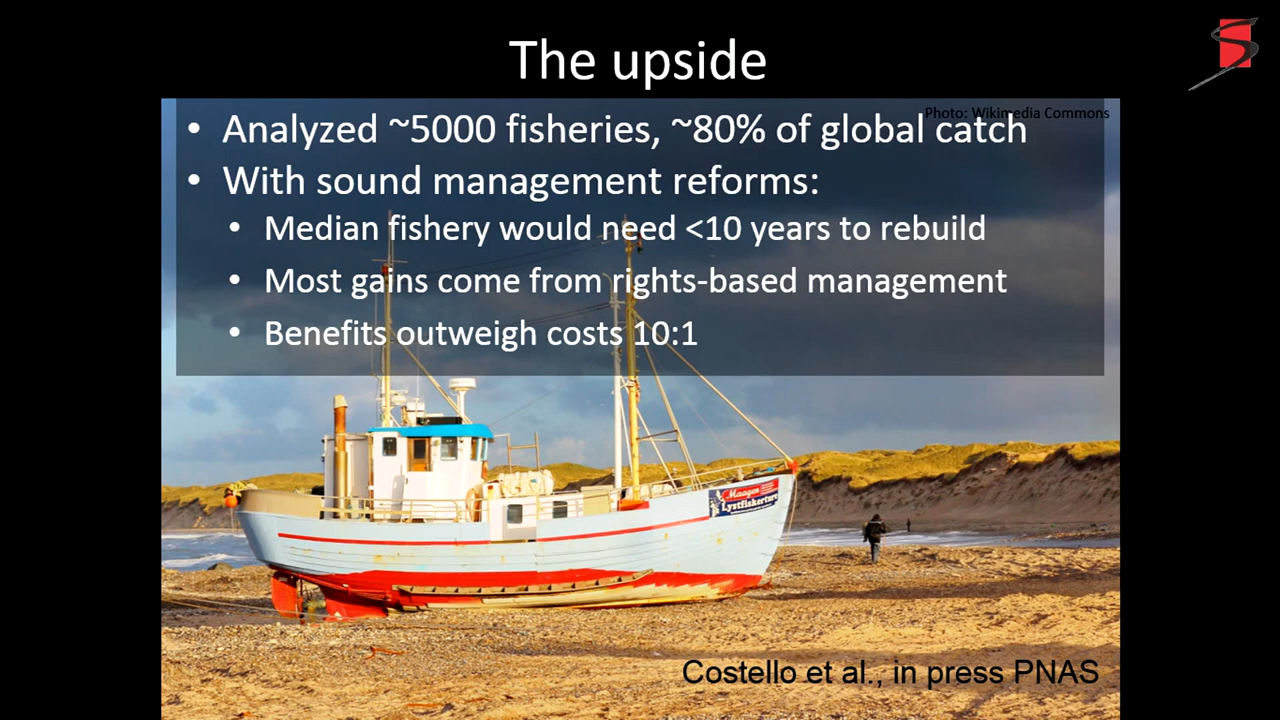 The upside
Photo: Wikimedia Commons
• Analyzed ~5000 fisheries, ~80% of global catch
• With sound management reforms:
• Median fishery would need <10 years to rebuild
• Most gains come from rights-based management
• Benefits outweigh costs 10:1
Maagen
Lystfiskerture
Costello et al., in press PNAS